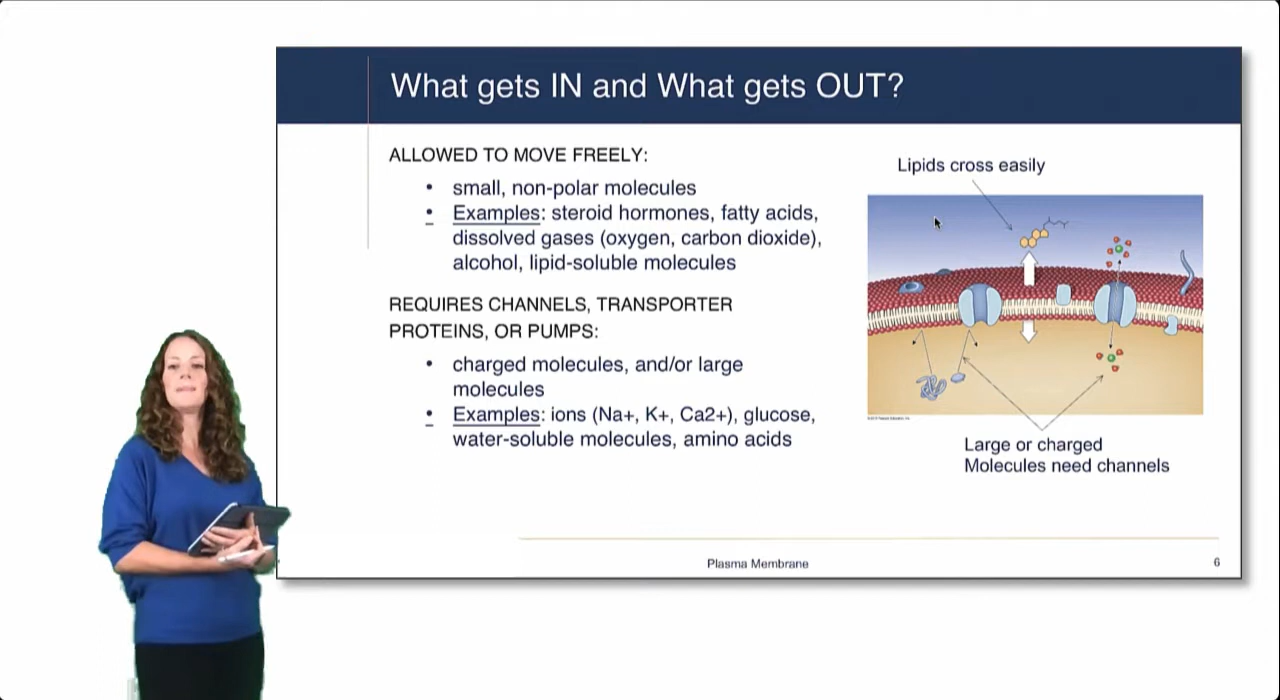 What gets IN and What gets OUT?
ALLOWED TO MOVE FREELY:
• small, non-polar molecules
• Examples: steroid hormones, fatty acids,
dissolved gases (oxygen, carbon dioxide),
alcohol, lipid-soluble molecules
REQUIRES CHANNELS, TRANSPORTER
PROTEINS, OR PUMPS:
• charged molecules, and/or large
molecules
• Examples: ions (Na+, K+, Ca2+), glucose,
water-soluble molecules, amino acids
Lipids cross easily
Large or charged
Molecules need channels
Plasma Membrane
6